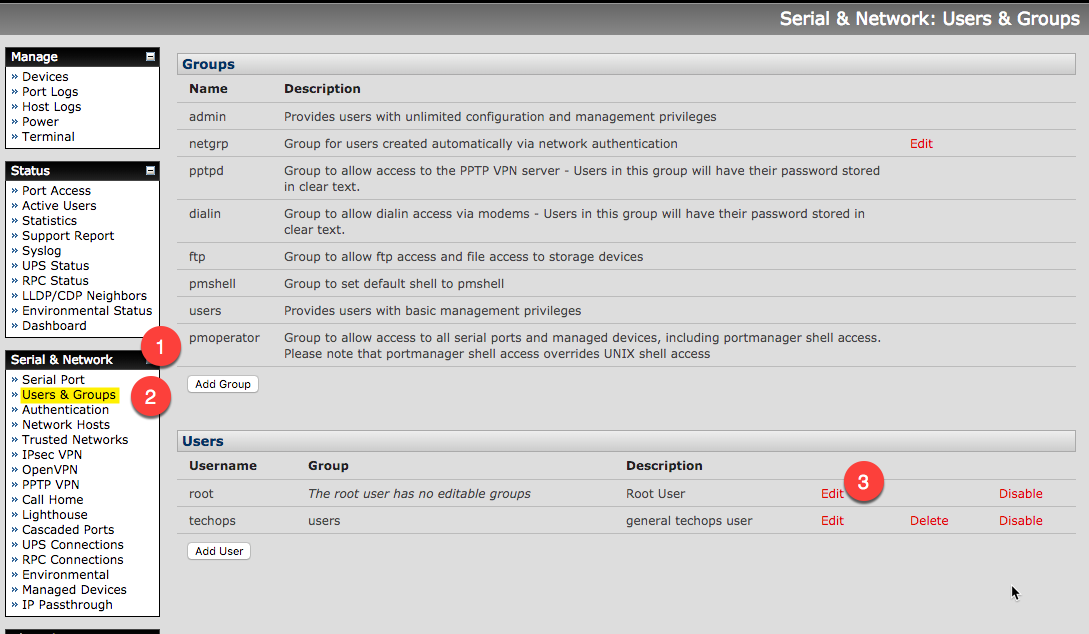 Serial & Network: Users & Groups
Manage
» Devices
» Port Logs
» Host Logs
» Power
» Terminal
Status
» Port Access
» Active Users
» Statistics
» Support Report
» Syslog
» UPS Status
» RPC Status
» LLDP/CDP Neighbors
» Environmental Status
» Dashboard
1
Serial & Network
» Serial Port
» Users & Groups
2
» Authentication
» Network Hosts
» Trusted Networks
» IPsec VPN
» OpenVPN
» PPTP VPN
» Call Home
» Lighthouse
» Cascaded Ports
» UPS Connections
» RPC Connections
» Environmental
» Managed Devices
» IP Passthrough
Groups
Name Description
admin Provides users with unlimited configuration and management privileges
netgrp Group for users created automatically via network authentication Edit
pptpd Group to allow access to the PPTP VPN server - Users in this group will have their password stored
in clear text.
dialin Group to allow dialin access via modems - Users in this group will have their password stored in
clear text.
ftp Group to allow ftp access and file access to storage devices
pmshell Group to set default shell to pmshell
users Provides users with basic management privileges
pmoperator Group to allow access to all serial ports and managed devices, including portmanager shell access.
Please note that portmanager shell access overrides UNIX shell access
Add Group
Users
Username Group Description
root The root user has no editable groups Root User Edit 3 Disable
techops users general techops user Edit Delete Disable
Add User